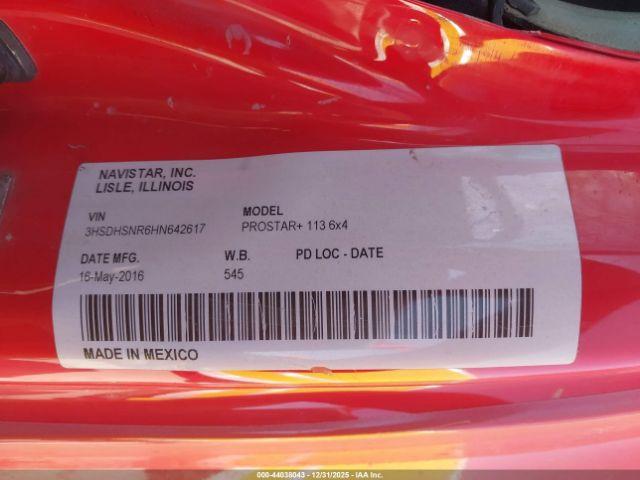 NAVISTAR, INC.
LISLE, ILLINOIS
VIN MODEL
3HSDHSNR6HN642617 PROSTAR+ 113 6x4
DATE MFG. W.B. PD LOC - DATE
16-May-2016 545
MADE IN MEXICO
000-44038043 - 12/31/2025 - IAA Inc.